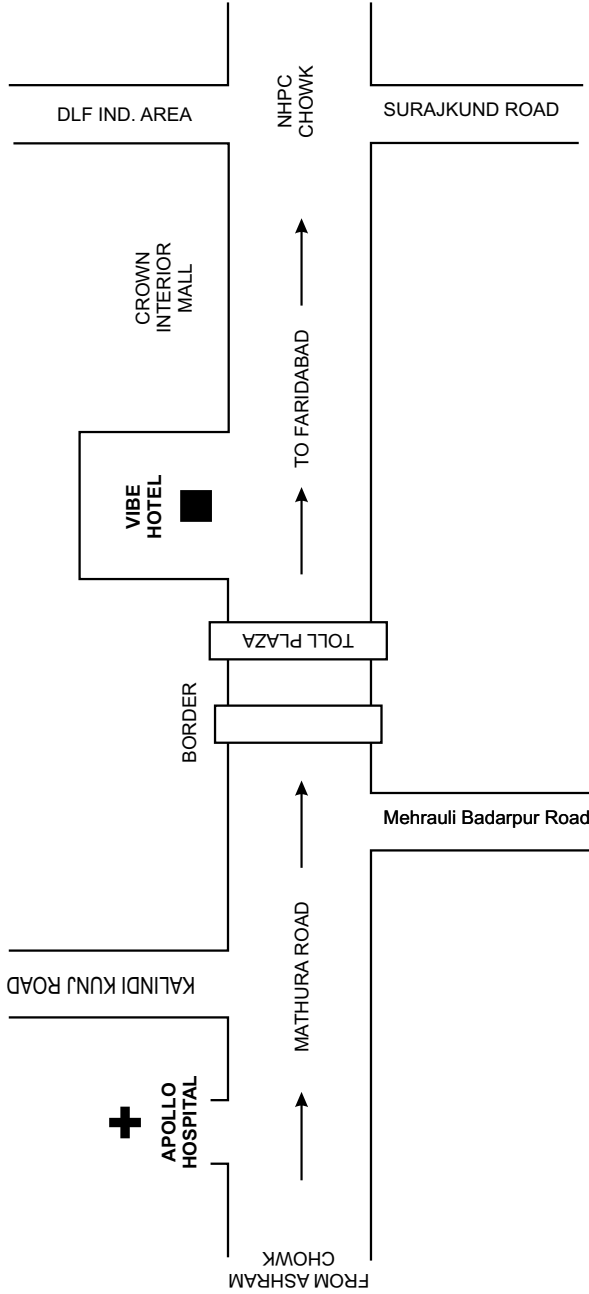 DLF IND. AREA
NHPC
CHOWK
SURAJKUND ROAD
CROWN
INTERIOR
MALL
TO FARIDABAD
VIBE
HOTEL
TOLL PLAZA
BORDER
Mehrauli Badarpur Road
MATHURA ROAD
KALINDI KUNJ ROAD
APOLLO
HOSPITAL
FROM ASHRAM
CHOWK